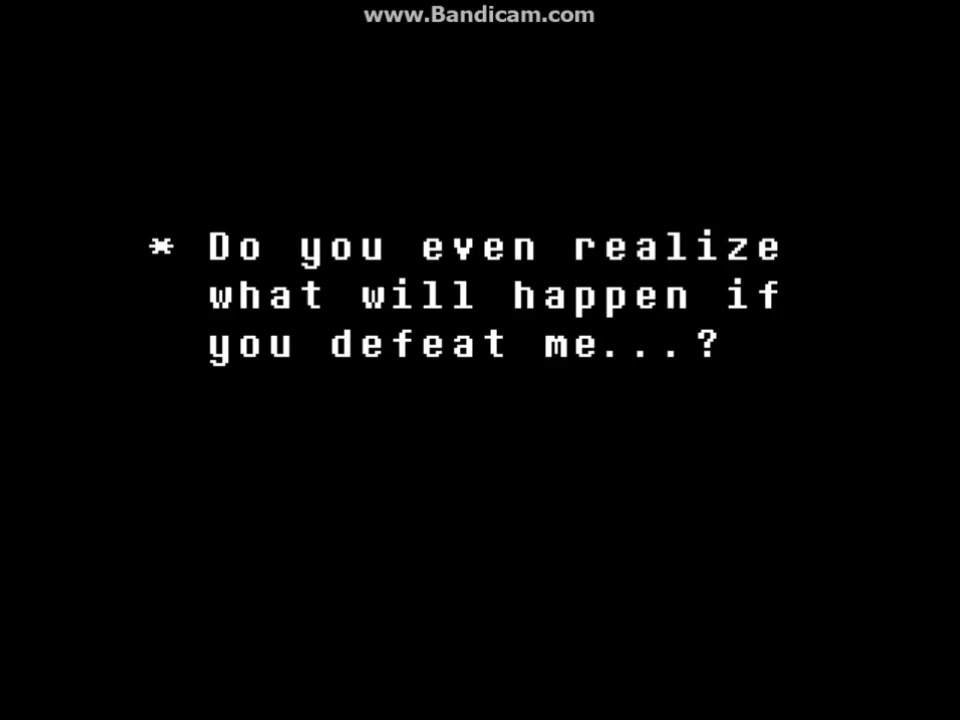 www.Bandicam.com
* Do you even realize
what will happen if
you defeat me...?